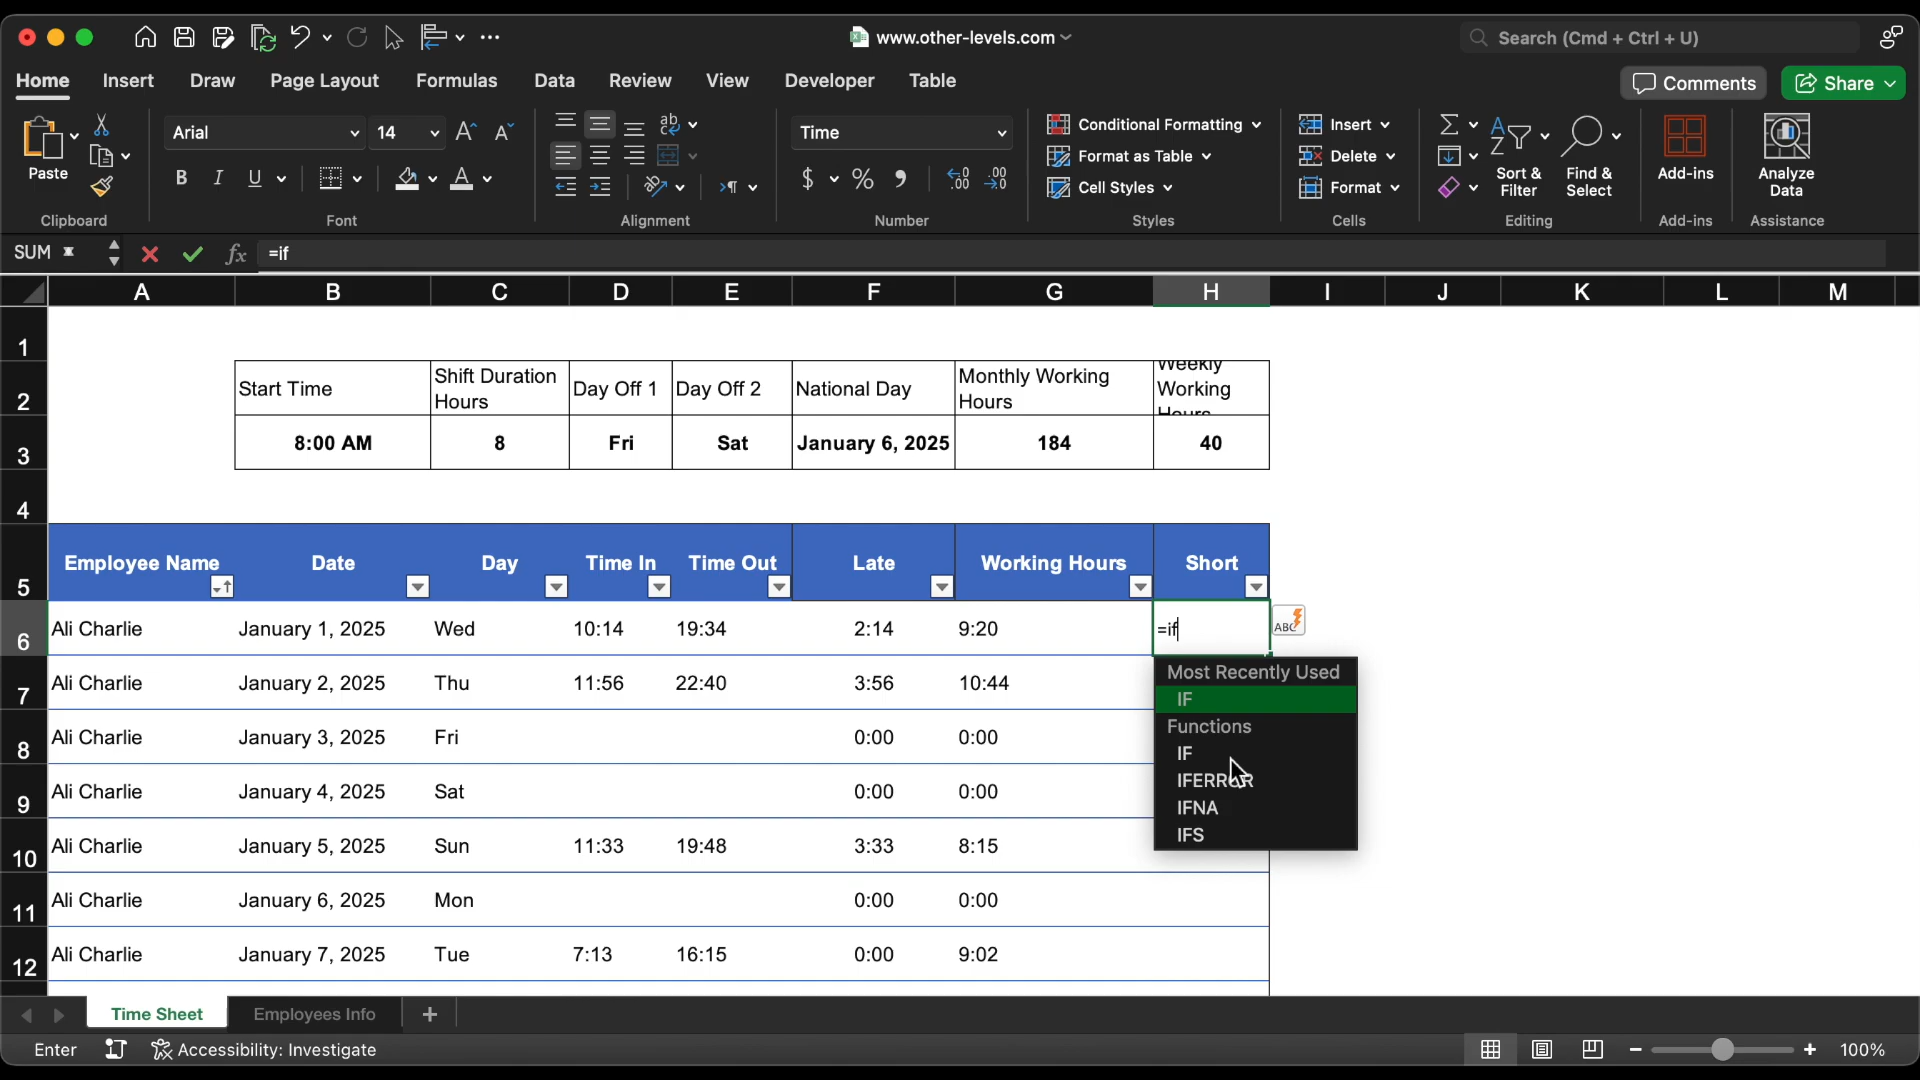 www.other-levels.com
Search (Cmd + Ctrl + U)
Home Insert Draw Page Layout Formulas Data Review View Developer Table
Comments Share
Paste
Clipboard
Arial 14
B I U A
Font
ab
Alignment
Time
$ % , .00
Number
Conditional Formatting
Format as Table
Cell Styles
Styles
Insert
Delete
Format
Cells
Sort & Filter
Find & Select
Editing
Add-ins
Add-ins
Analyze Data
Assistance
SUM fx =if
A B C D E F G H I J K L M
1
2 Start Time Shift Duration Hours Day Off 1 Day Off 2 National Day Monthly Working Hours Weekly Working Hours
3 8:00 AM 8 Fri Sat January 6, 2025 184 40
4
5 Employee Name Date Day Time In Time Out Late Working Hours Short
6 Ali Charlie January 1, 2025 Wed 10:14 19:34 2:14 9:20 =if ABC
7 Ali Charlie January 2, 2025 Thu 11:56 22:40 3:56 10:44
8 Ali Charlie January 3, 2025 Fri 0:00 0:00
9 Ali Charlie January 4, 2025 Sat 0:00 0:00
10 Ali Charlie January 5, 2025 Sun 11:33 19:48 3:33 8:15
11 Ali Charlie January 6, 2025 Mon 0:00 0:00
12 Ali Charlie January 7, 2025 Tue 7:13 16:15 0:00 9:02
Most Recently Used
IF
Functions
IF
IFERROR
IFNA
IFS
Time Sheet Employees Info +
Enter Accessibility: Investigate 100%